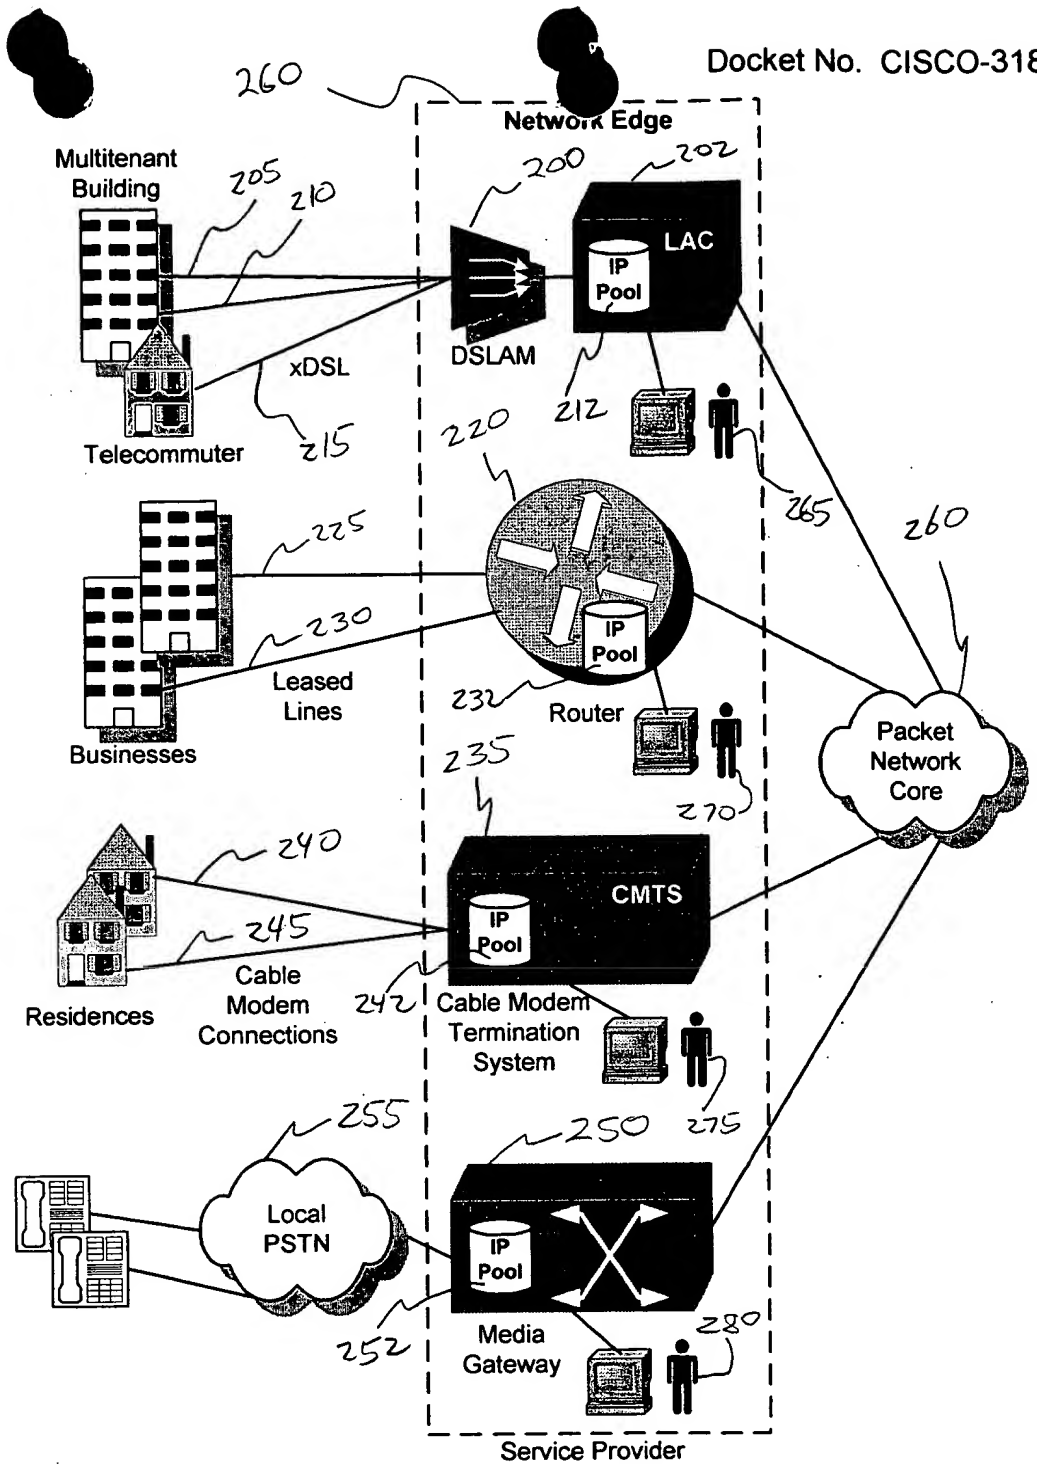 Docket No. CISCO-318
260
Network Edge
Multitenant
Building
205
210
200
202
LAC
IP
Pool
DSLAM
xDSL
212
Telecommuter
215
220
265
260
225
230
IP
Pool
Leased
Lines
232
Router
Businesses
235
270
Packet
Network
Core
240
CMTS
IP
Pool
245
Cable
Modem
Connections
242
Cable Modem
Termination
System
Residences
275
255
250
Local
PSTN
IP
Pool
252
Media
Gateway
280
Service Provider